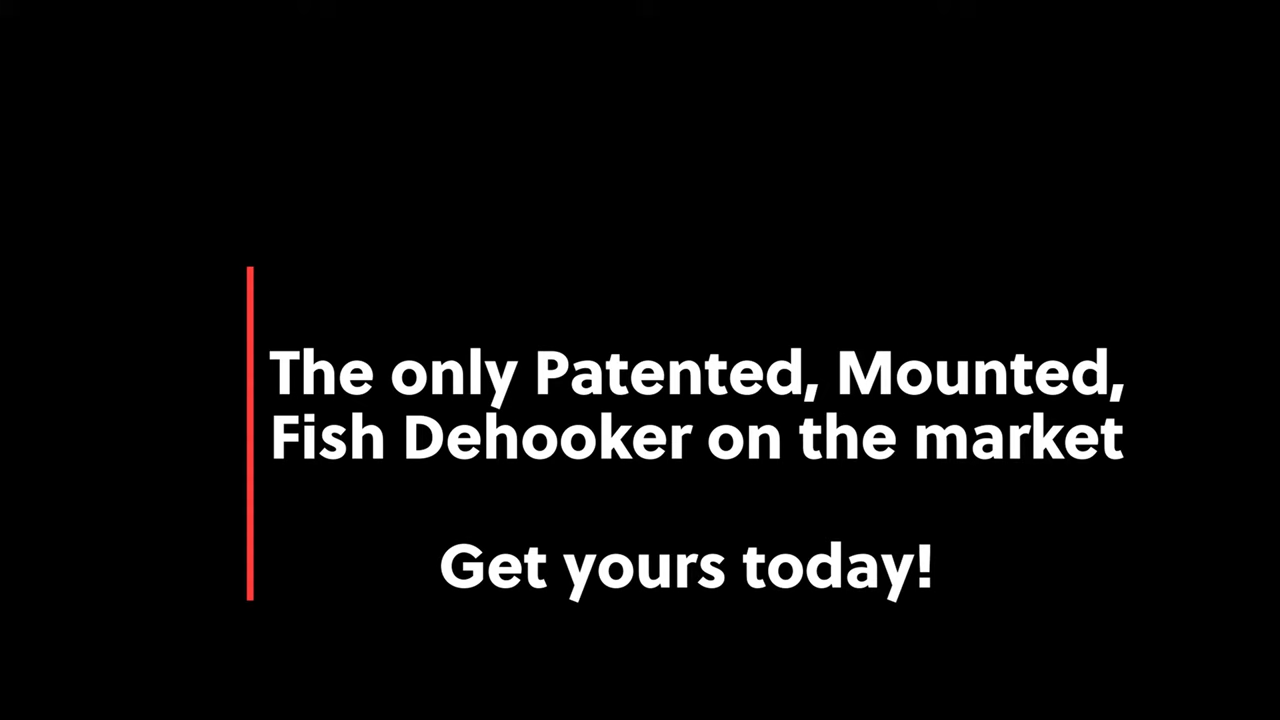 The only Patented, Mounted,
Fish Dehooker on the market
Get yours today!